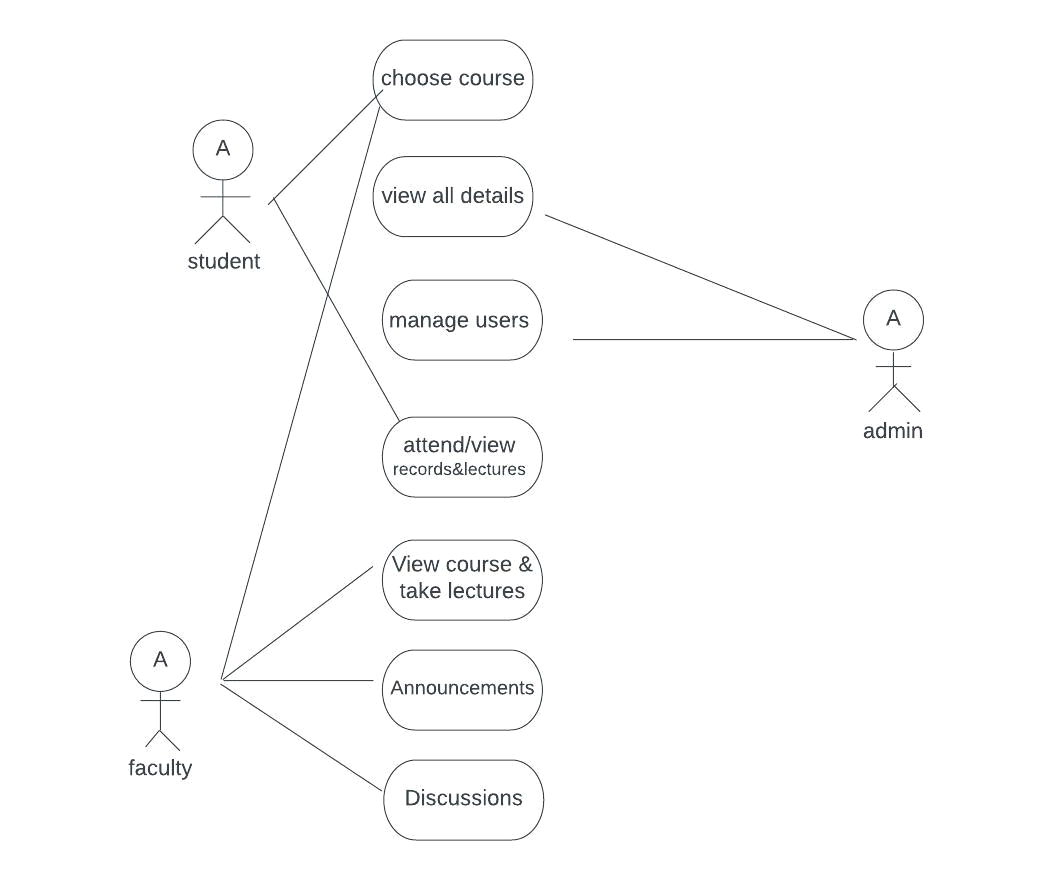 choose course
A
student
view all details
manage users
A
admin
attend/view
records&lectures
View course &
take lectures
A
faculty
Announcements
Discussions